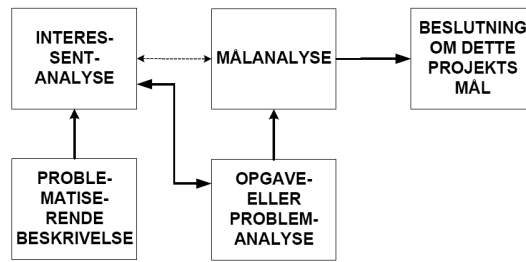 INTERES-
SENT-
ANALYSE
MÅLANALYSE
BESLUTNING
OM DETTE
PROJEKTS
MÅL
PROBLE-
MATISE-
RENDE
BESKRIVELSE
OPGAVE-
ELLER
PROBLEM-
ANALYSE